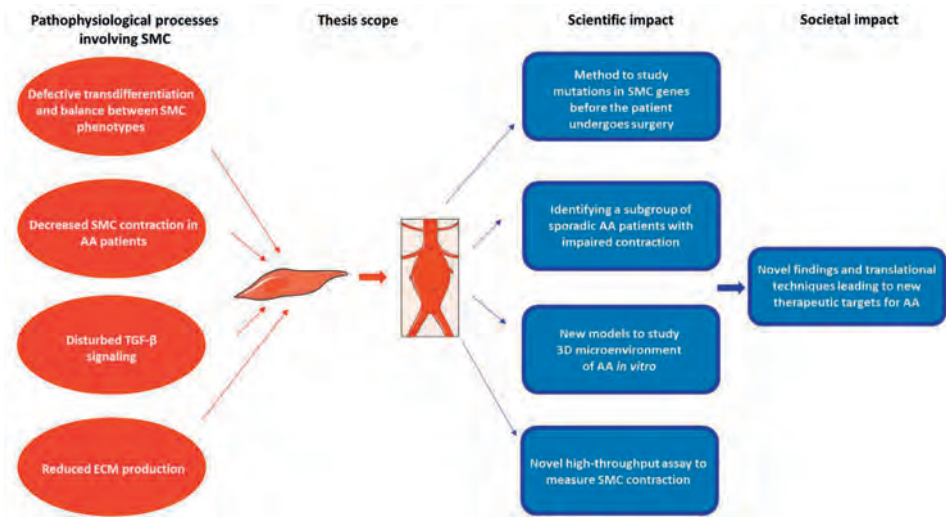 Pathophysiological processes
involving SMC
Thesis scope
Scientific impact
Societal impact
Defective transdifferentiation
and balance between SMC
phenotypes
Decreased SMC contraction in
AA patients
Disturbed TGF-β
signaling
Reduced ECM production
Method to study
mutations in SMC genes
before the patient
undergoes surgery
Identifying a subgroup of
sporadic AA patients with
impaired contraction
New models to study
3D microenvironment
of AA in vitro
Novel high-throughput assay to
measure SMC contraction
Novel findings and translational
techniques leading to new
therapeutic targets for AA